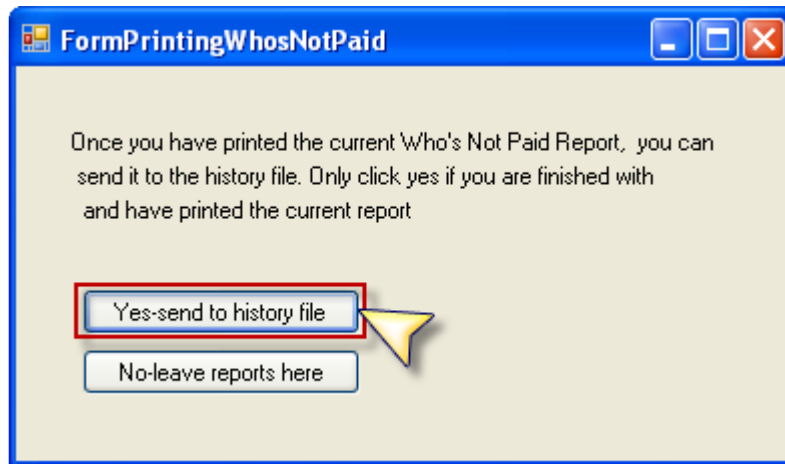 FormPrintingWhosNotPaid
Once you have printed the current Who's Not Paid Report, you can
send it to the history file. Only click yes if you are finished with
and have printed the current report
Yes-send to history file
No-leave reports here